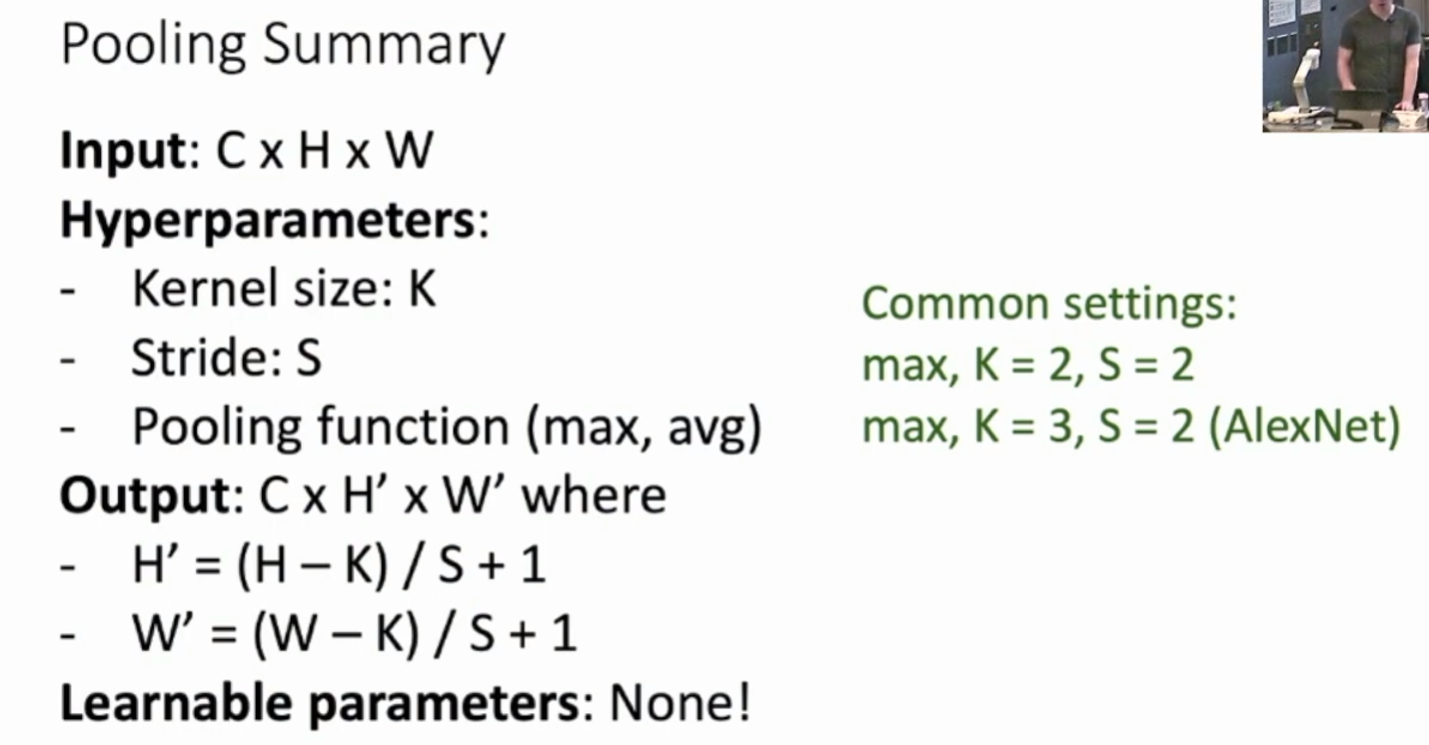 Pooling Summary
Input: C x H x W
Hyperparameters:
- Kernel size: K
- Stride: S
- Pooling function (max, avg)
Output: C x H’ x W’ where
- H’ = (H – K) / S + 1
- W’ = (W – K) / S + 1
Learnable parameters: None!
Common settings:
max, K = 2, S = 2
max, K = 3, S = 2 (AlexNet)